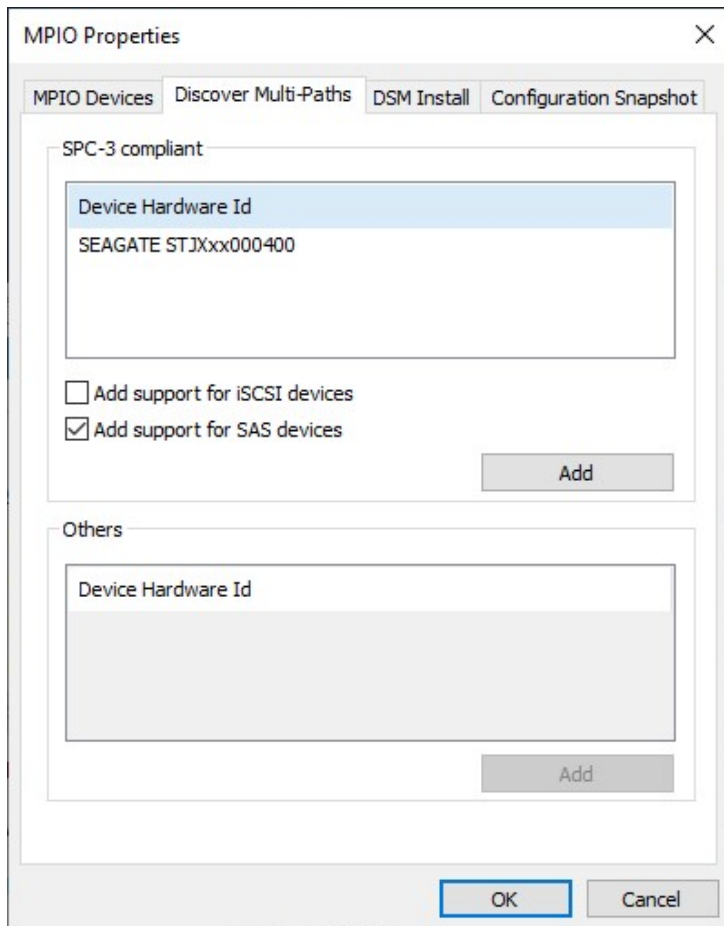 MPIO Properties
MPIO Devices Discover Multi-Paths DSM Install Configuration Snapshot
SPC-3 compliant
Device Hardware Id
SEAGATE STJXxx000400
Add support for iSCSI devices
Add support for SAS devices
Add
Others
Device Hardware Id
Add
OK Cancel